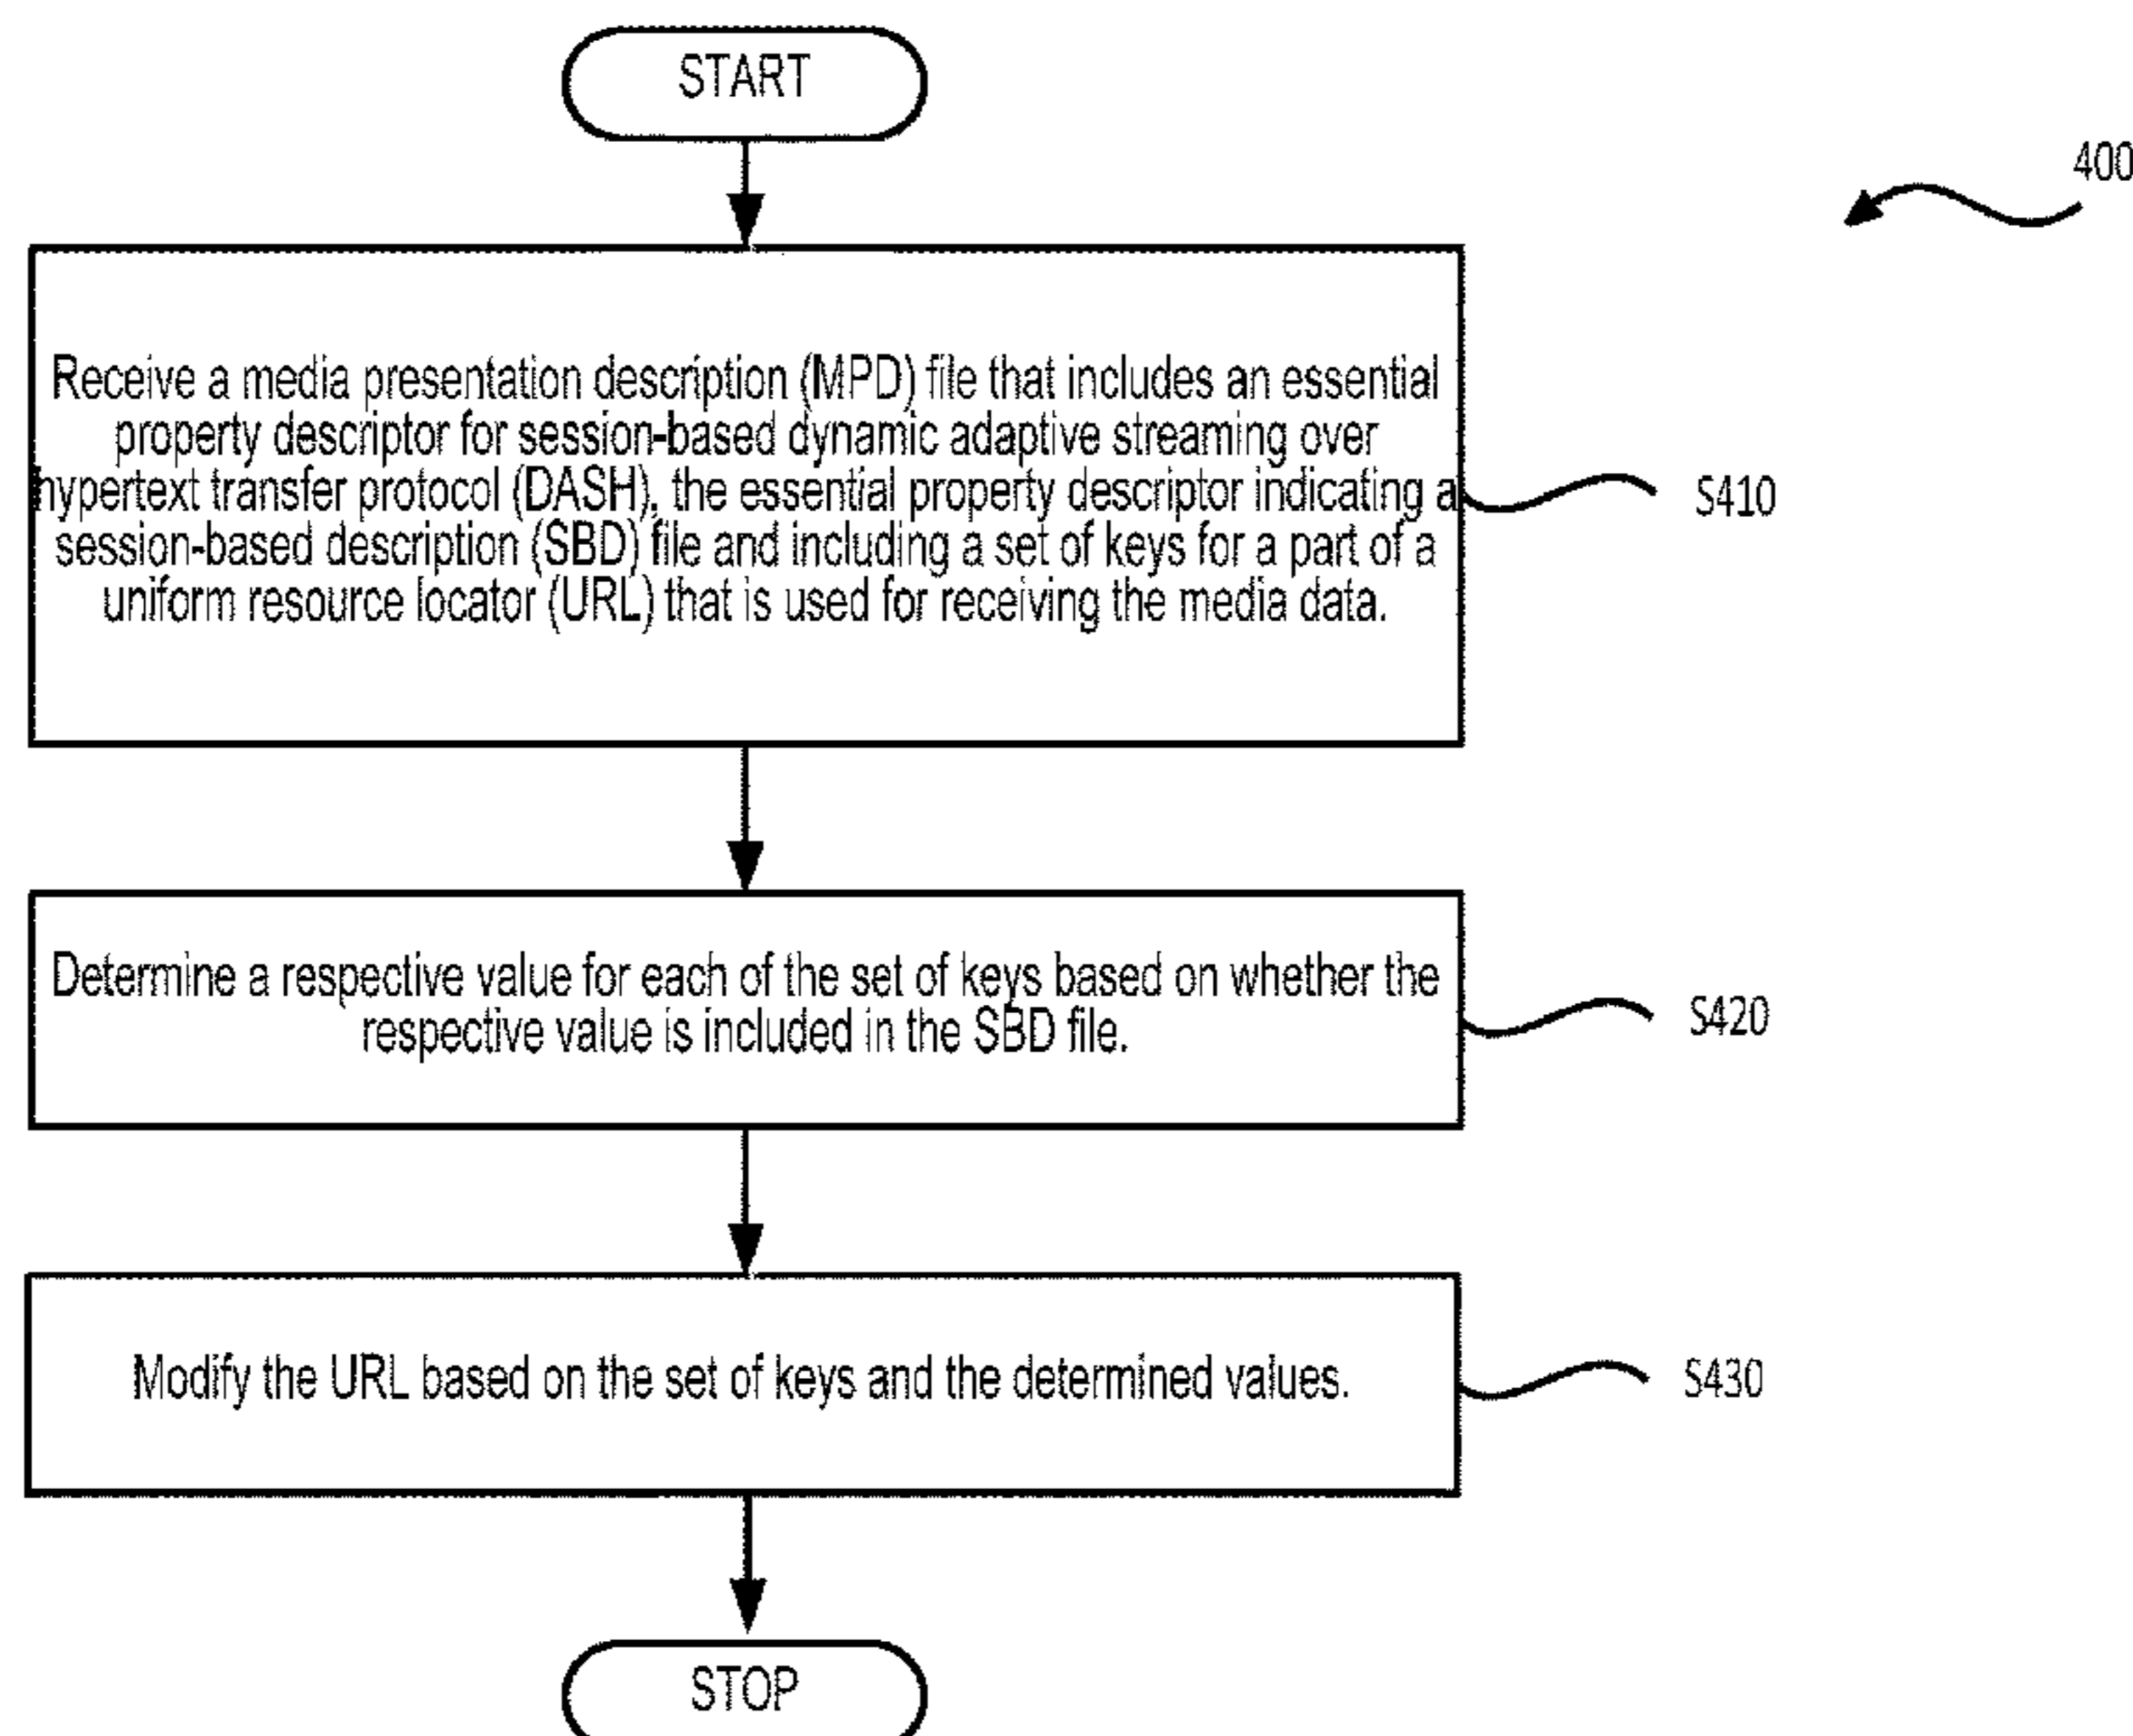 START
400
Receive a media presentation description (MPD) file that includes an essential
property descriptor for session-based dynamic adaptive streaming over
hypertext transfer protocol (DASH), the essential property descriptor indicating a
session-based description (SBD) file and including a set of keys for a part of a
uniform resource locator (URL) that is used for receiving the media data.
S410
Determine a respective value for each of the set of keys based on whether the
respective value is included in the SBD file.
S420
Modify the URL based on the set of keys and the determined values.
S430
STOP